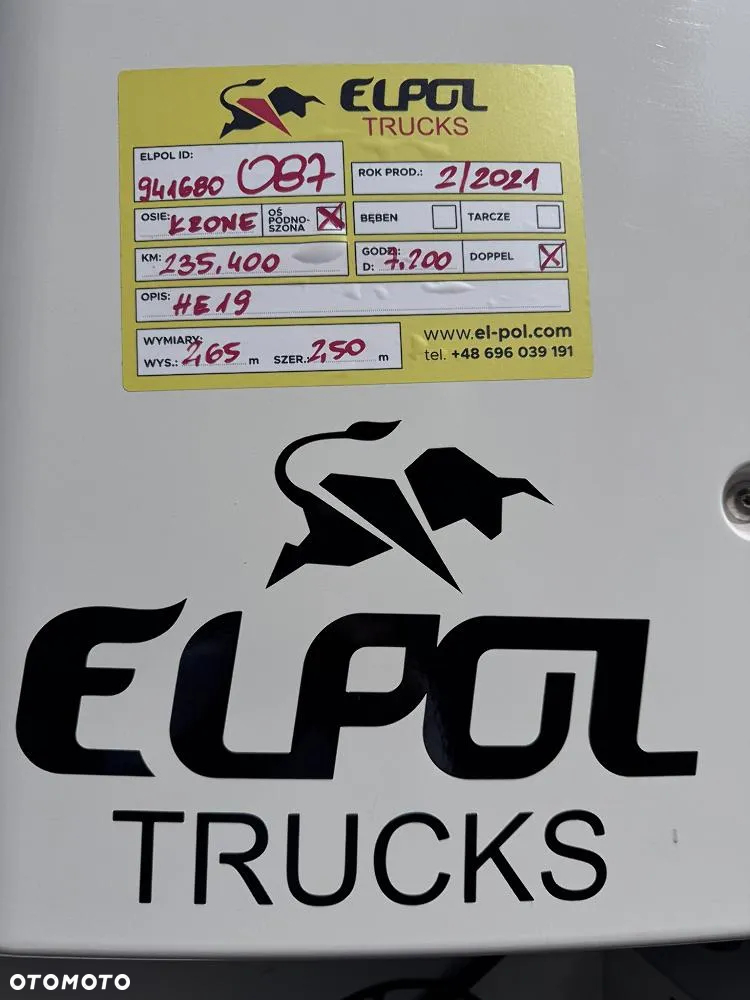 ELPOL
TRUCKS
ELPOL ID:
941680 087
ROK PROD.: 2/2021
OSIE: KRONE OŚ PODNO-SZONA X
BĘBEN TARCZE
KM: 235.400
GODZ.: D: 7.200 DOPPEL X
OPIS: HE19
WYMIARY:
WYS.: 2,65 m SZER.: 2,50 m
www.el-pol.com
tel. +48 696 039 191
ELPOL
TRUCKS
OTOMOTO